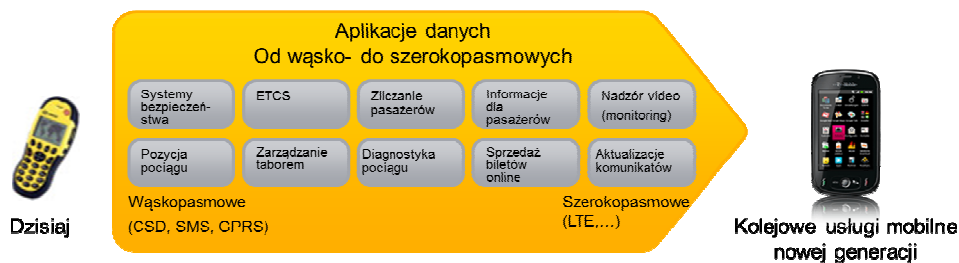 Aplikacje danych
Od wąsko- do szerokopasmowych
Systemy
bezpieczeń-
stwa
ETCS
Zliczanie
pasażerów
Informacje
dla
pasażerów
Nadzór video
(monitoring)
Pozycja
pociągu
Zarządzanie
taborem
Diagnostyka
pociągu
Sprzedaż
biletów
online
Aktualizacje
komunikatów
Wąskopasmowe
(CSD, SMS, GPRS)
Szerokopasmowe
(LTE,...)
Dzisiaj
Kolejowe usługi mobilne
nowej generacji